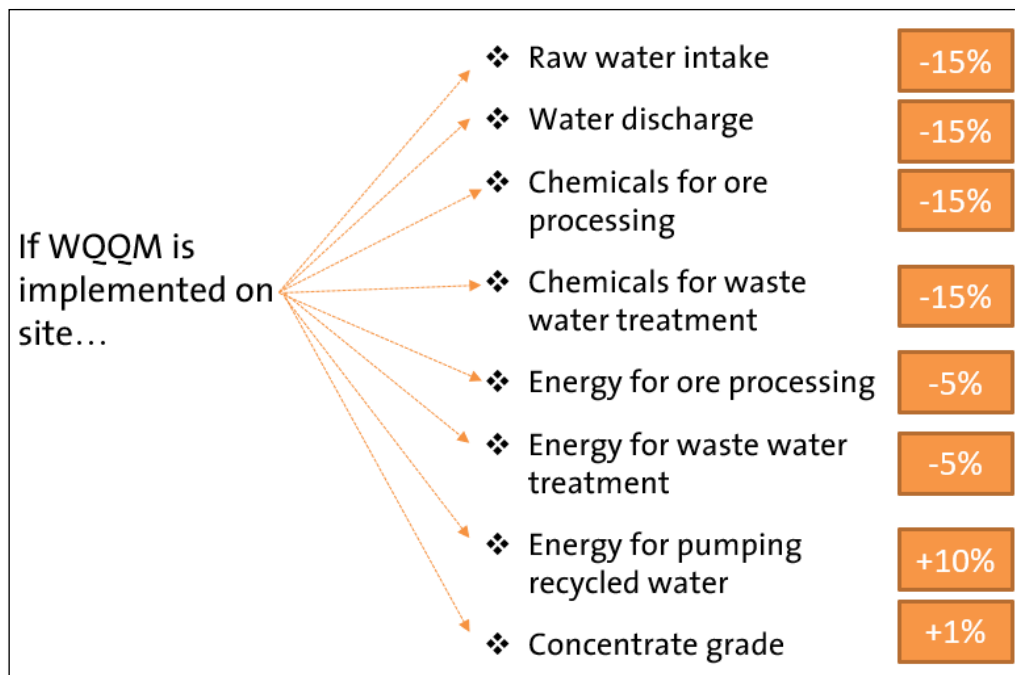 If WQQM is
implemented on
site…
❖ Raw water intake -15%
❖ Water discharge -15%
❖ Chemicals for ore
processing -15%
❖ Chemicals for waste
water treatment -15%
❖ Energy for ore processing -5%
❖ Energy for waste water
treatment -5%
❖ Energy for pumping
recycled water +10%
❖ Concentrate grade +1%